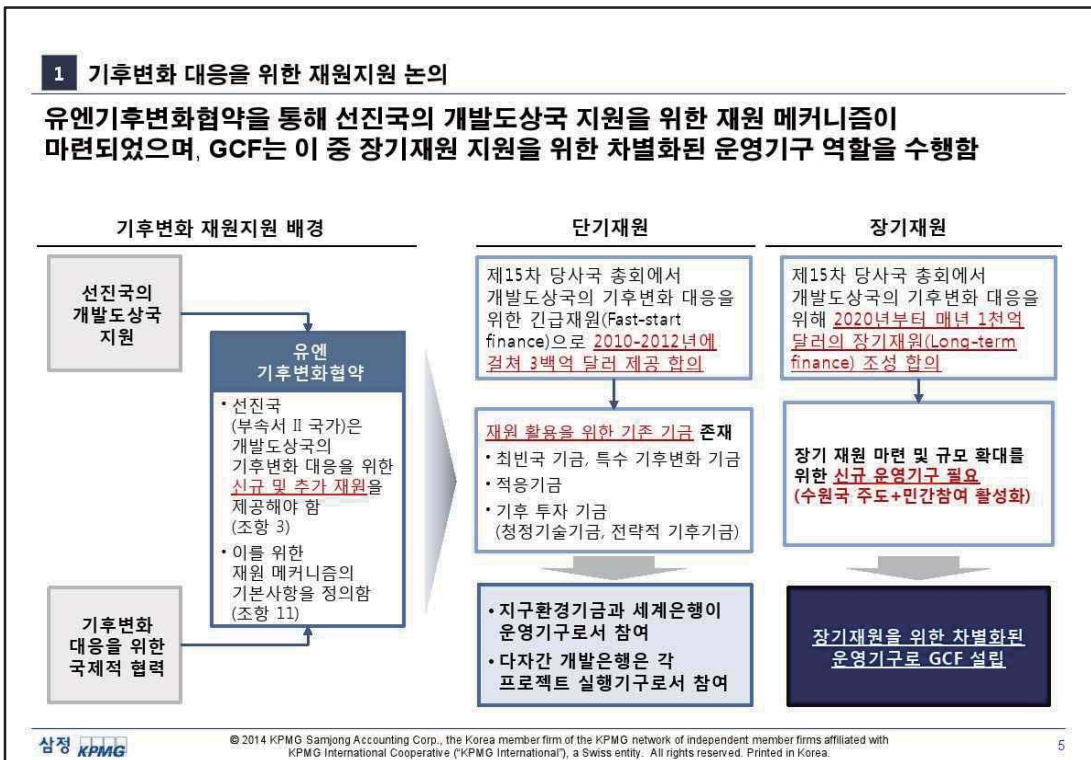 1 기후변화 대응을 위한 재원지원 논의
유엔기후변화협약을 통해 선진국의 개발도상국 지원을 위한 재원 메커니즘이
마련되었으며, GCF는 이 중 장기재원 지원을 위한 차별화된 운영기구 역할을 수행함
기후변화 재원지원 배경
선진국의
개발도상국
지원
유엔
기후변화협약
• 선진국
(부속서 II 국가)은
개발도상국의
기후변화 대응을 위한
신규 및 추가 재원을
제공해야 함
(조항 3)
• 이를 위한
재원 메커니즘의
기본사항을 정의함
(조항 11)
기후변화
대응을 위한
국제적 협력
단기재원
제15차 당사국 총회에서
개발도상국의 기후변화 대응을
위한 긴급재원(Fast-start
finance)으로 2010-2012년에
걸쳐 3백억 달러 제공 합의
재원 활용을 위한 기존 기금 존재
• 최빈국 기금, 특수 기후변화 기금
• 적응기금
• 기후 투자 기금
(청정기술기금, 전략적 기후기금)
• 지구환경기금과 세계은행이
운영기구로서 참여
• 다자간 개발은행은 각
프로젝트 실행기구로서 참여
장기재원
제15차 당사국 총회에서
개발도상국의 기후변화 대응을
위해 2020년부터 매년 1천억
달러의 장기재원(Long-term
finance) 조성 합의
장기 재원 마련 및 규모 확대를
위한 신규 운영기구 필요
(수원국 주도+민간참여 활성화)
장기재원을 위한 차별화된
운영기구로 GCF 설립
삼정 KPMG
© 2014 KPMG Samjong Accounting Corp., the Korea member firm of the KPMG network of independent member firms affiliated with
KPMG International Cooperative ("KPMG International"), a Swiss entity. All rights reserved. Printed in Korea.
5